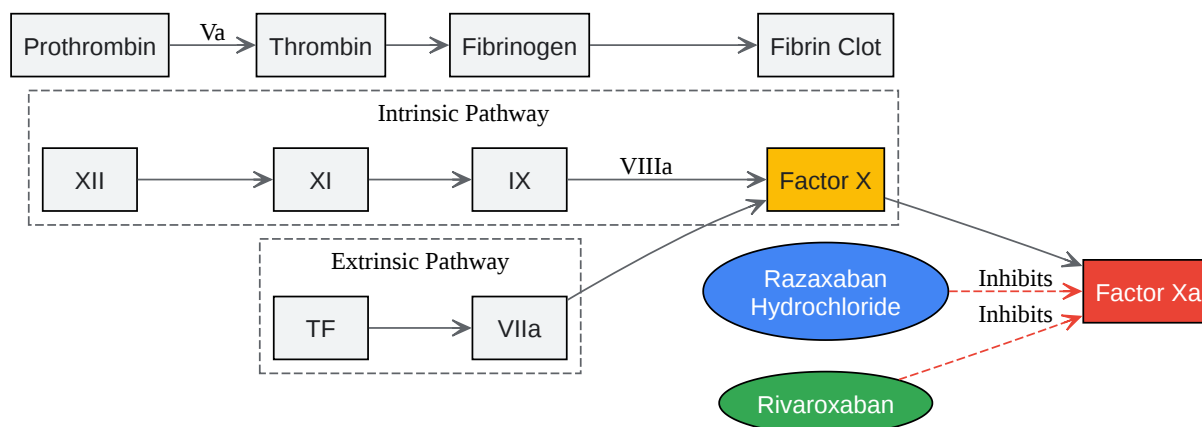 Va
Prothrombin
Thrombin
Fibrinogen
Fibrin Clot
Intrinsic Pathway
XII
XI
IX
VIIIa
Factor X
Extrinsic Pathway
TF
VIIa
Razaxaban
Hydrochloride
Inhibits
Inhibits
Factor Xa
Rivaroxaban